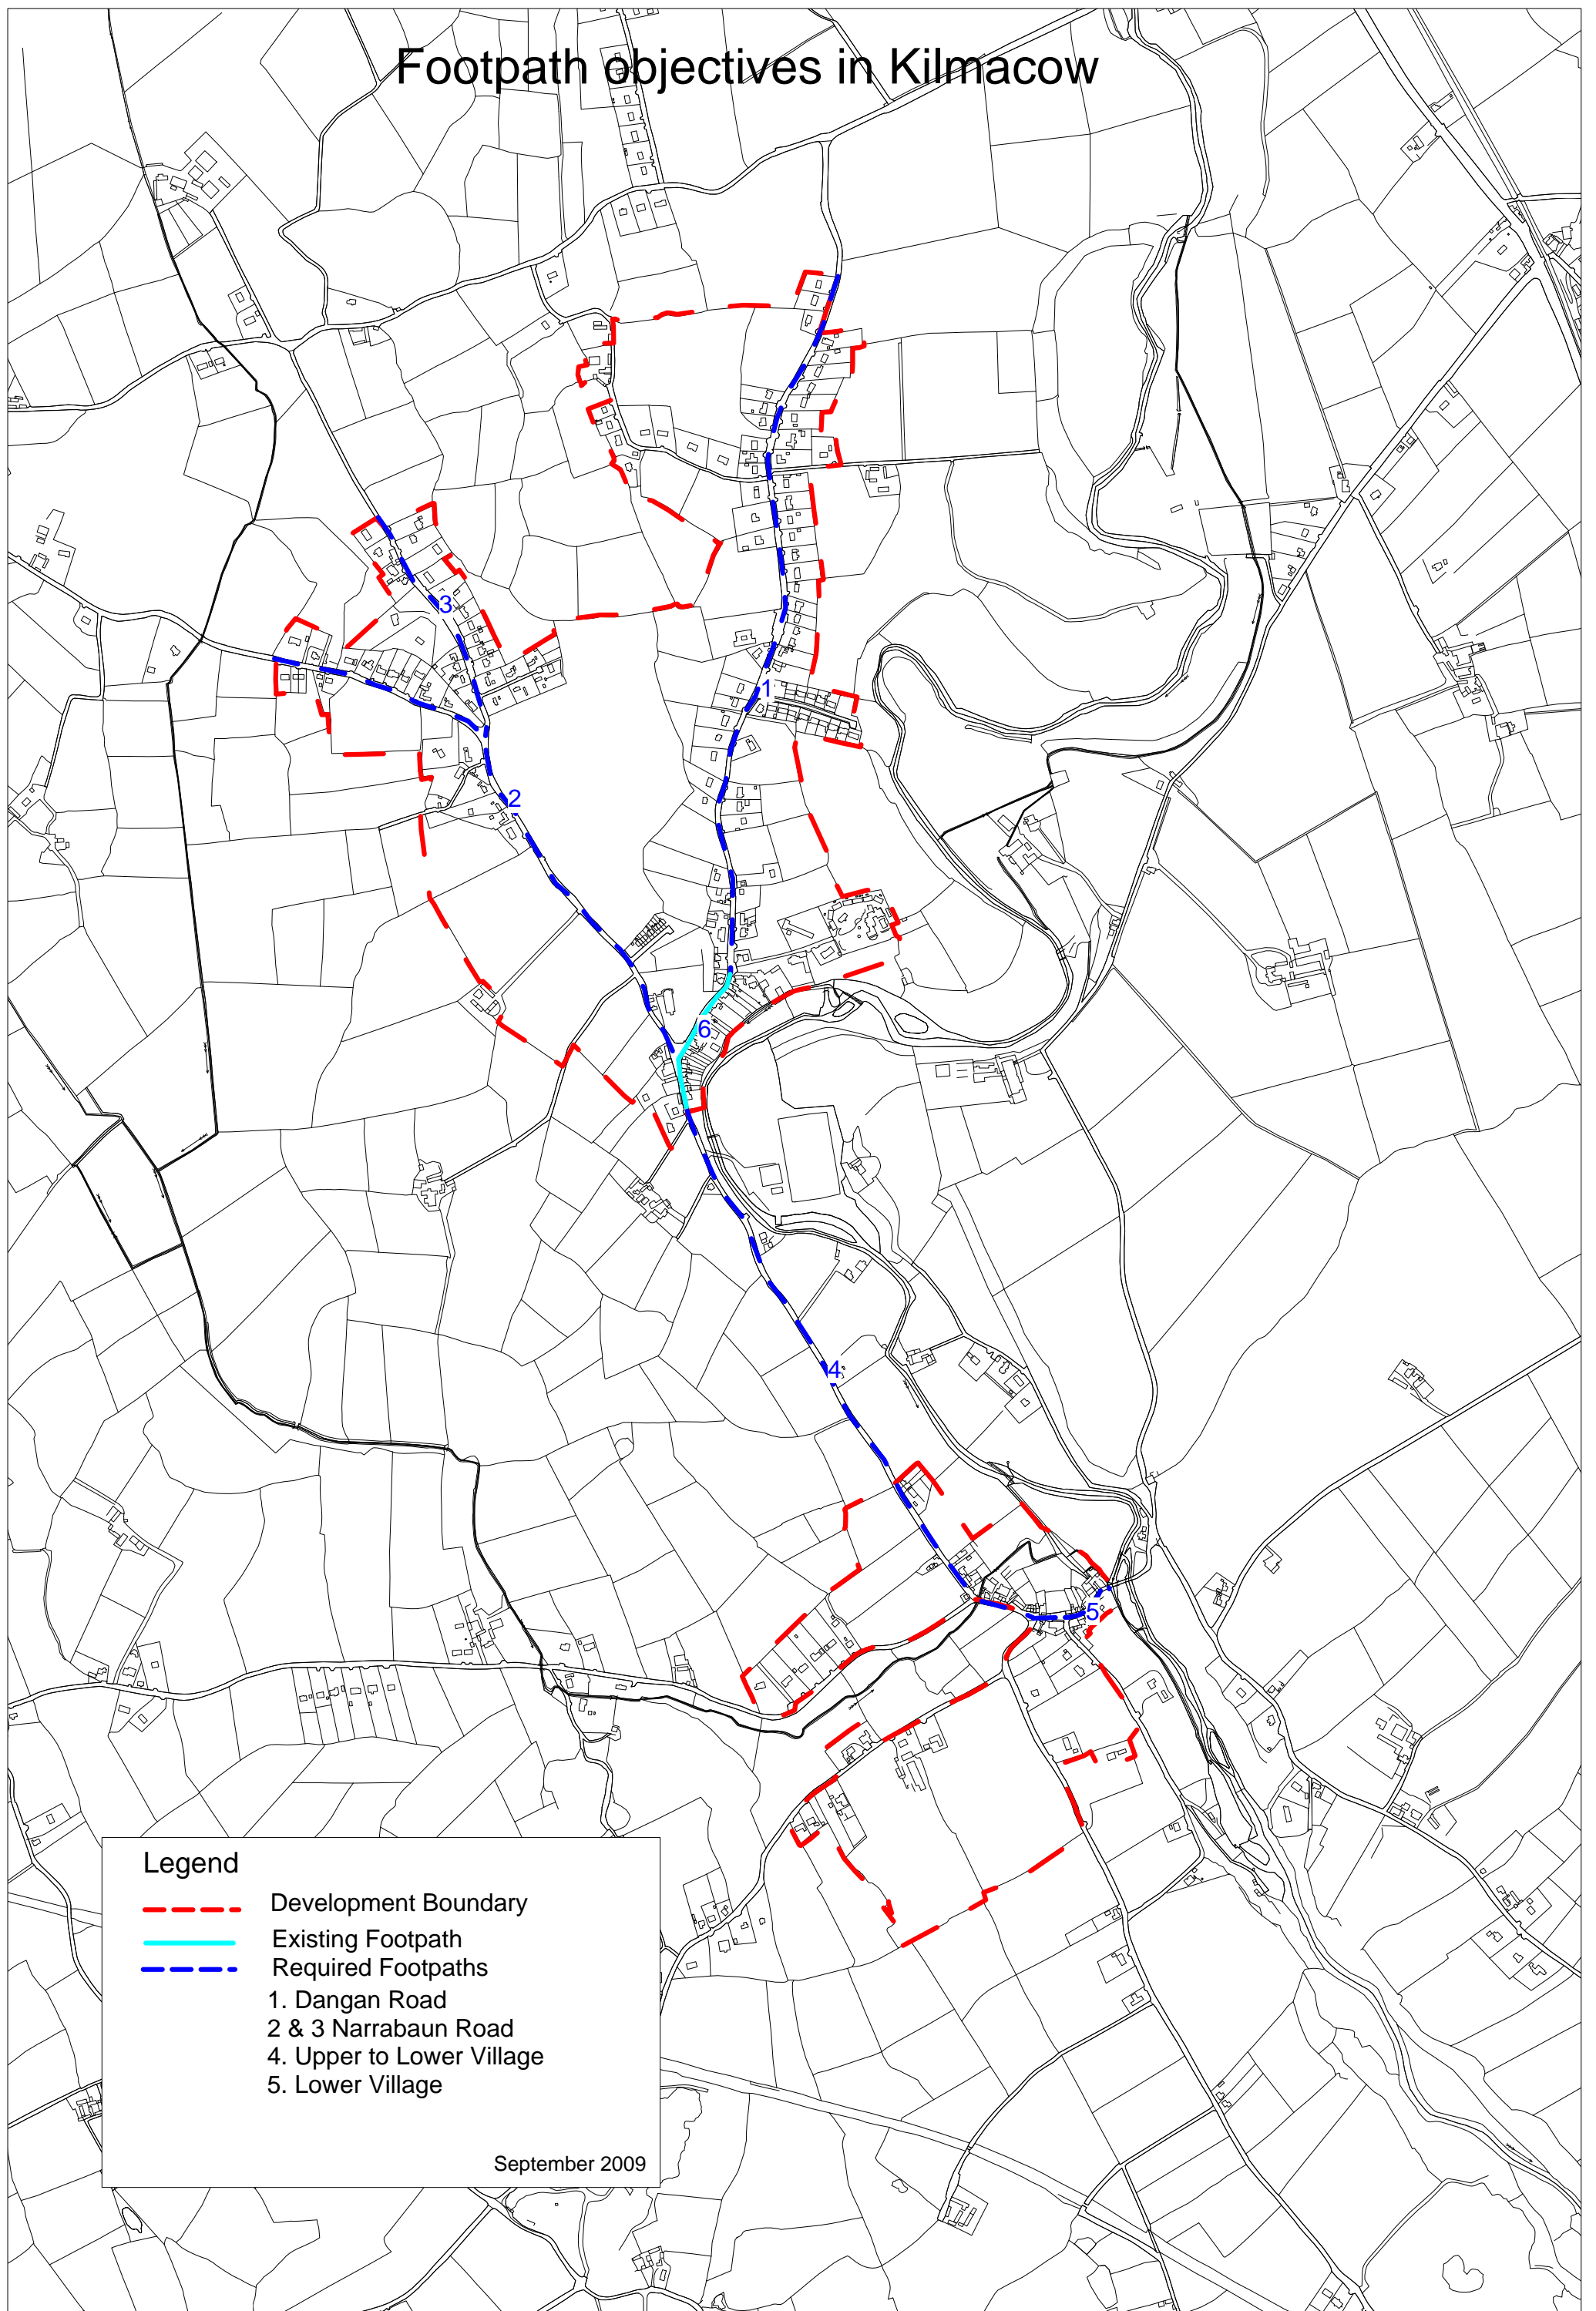 Footpath objectives in Kilmacow
3
1
2
6
4
5
Legend
Development Boundary
Existing Footpath
Required Footpaths
1. Dangan Road
2 & 3 Narrabaun Road
4. Upper to Lower Village
5. Lower Village
September 2009